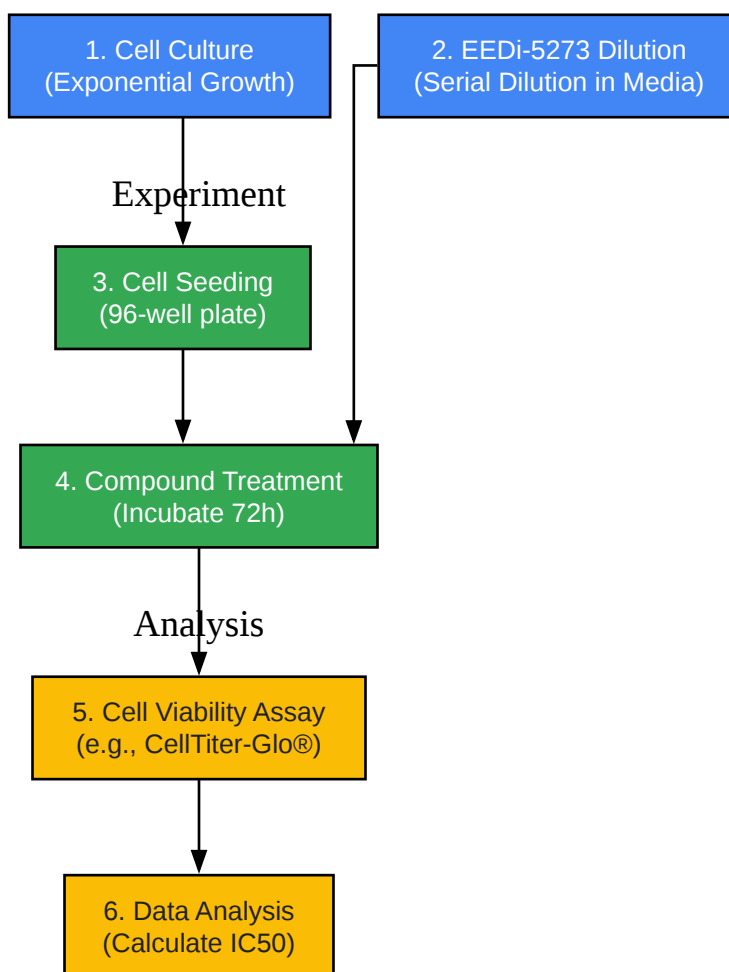 1. Cell Culture
(Exponential Growth)
2. EEDi-5273 Dilution
(Serial Dilution in Media)
Experiment
3. Cell Seeding
(96-well plate)
4. Compound Treatment
(Incubate 72h)
Analysis
5. Cell Viability Assay
(e.g., CellTiter-Glo®)
6. Data Analysis
(Calculate IC50)